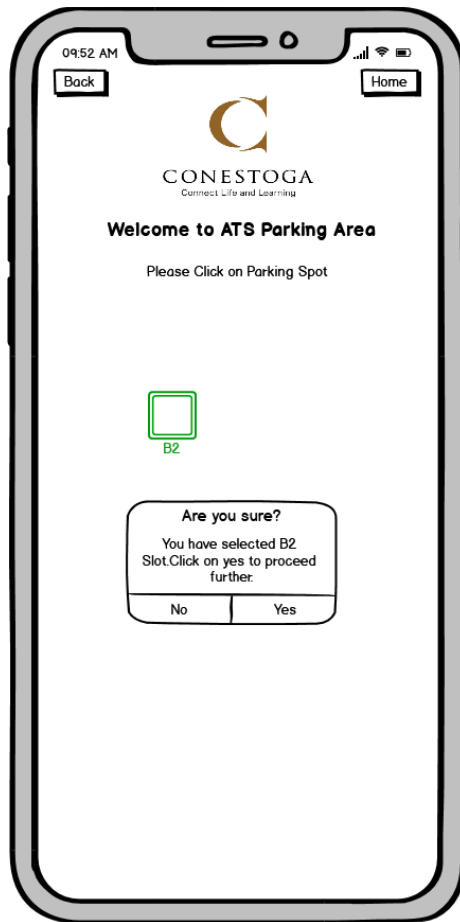 09:52 AM
Back
Home
CONESTOGA
Connect Life and Learning
Welcome to ATS Parking Area
Please Click on Parking Spot
B2
Are you sure?
You have selected B2
Slot.Click on yes to proceed
further.
No
Yes